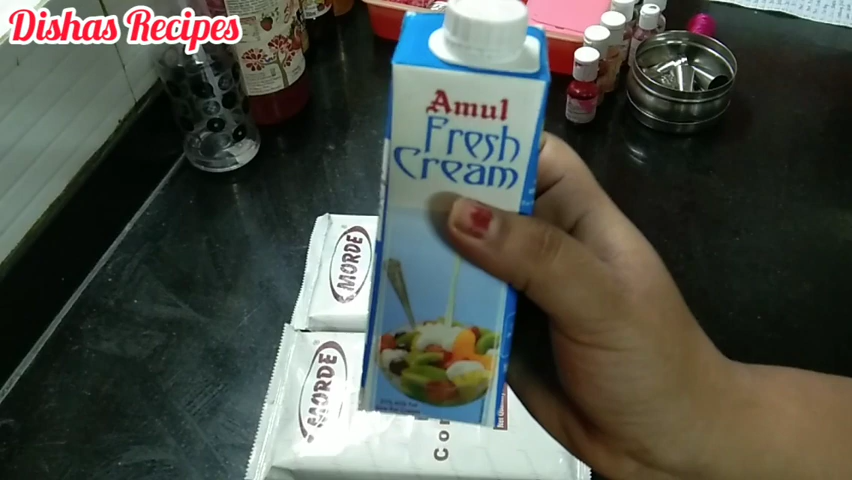 Dishas Recipes
Amul
Fresh
Cream
MORDE
MORDE
Co